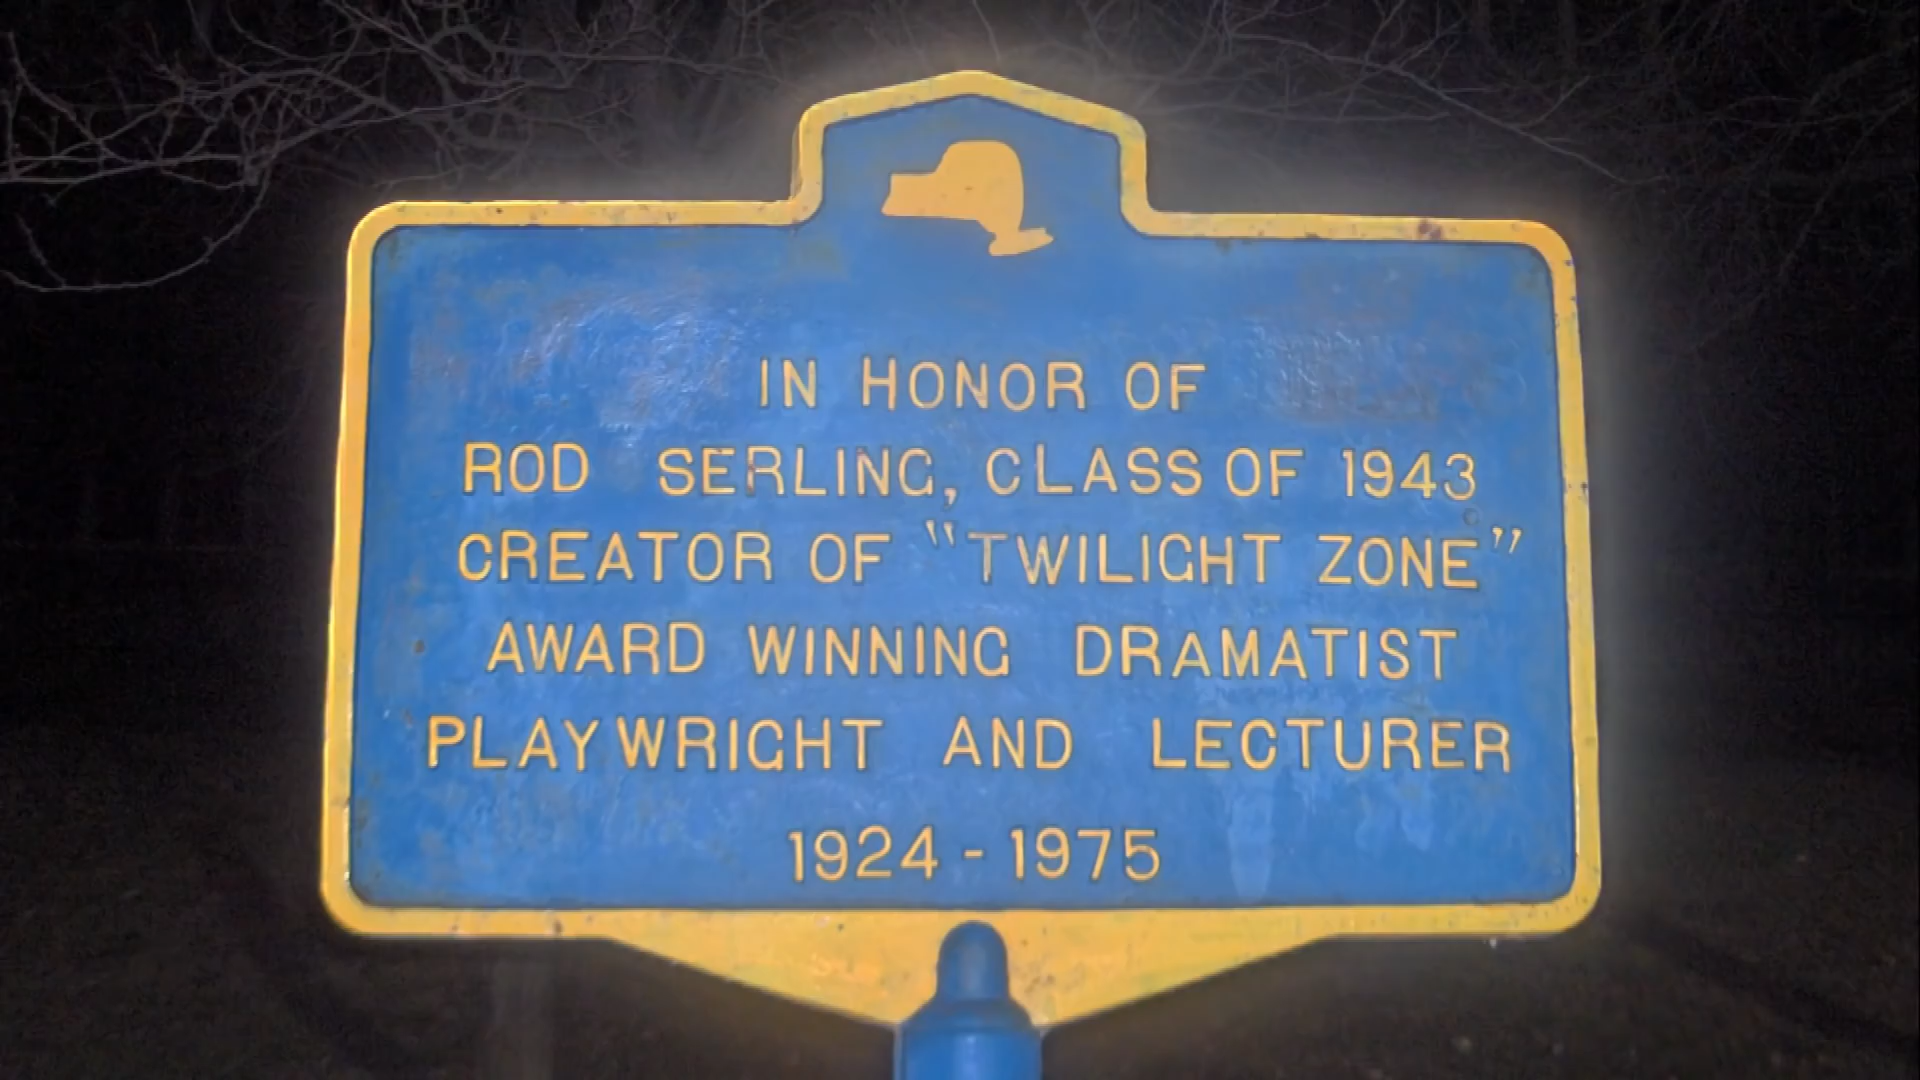 IN HONOR OF
ROD SERLING, CLASS OF 1943
CREATOR OF "TWILIGHT ZONE"
AWARD WINNING DRAMATIST
PLAYWRIGHT AND LECTURER
1924 - 1975